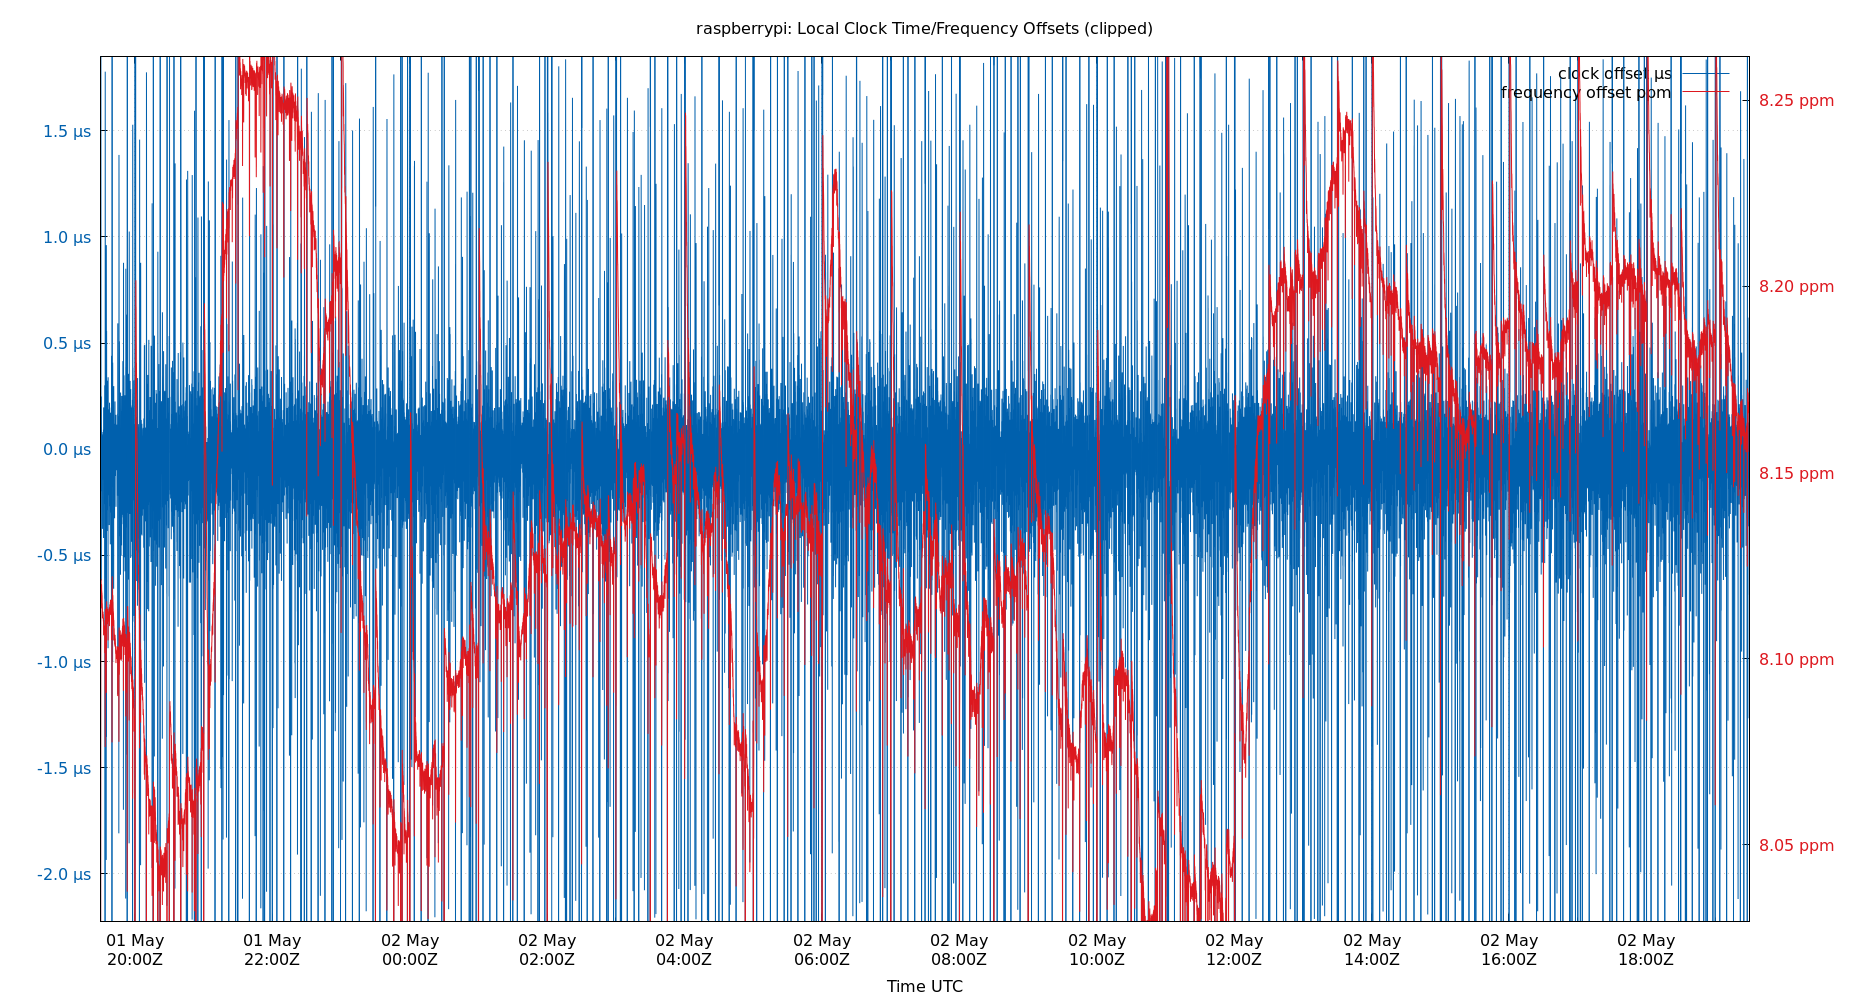 raspberrypi: Local Clock Time/Frequency Offsets (clipped)
clock offset µs
frequency offset ppm
1.5 µs
1.0 µs
0.5 µs
0.0 µs
-0.5 µs
-1.0 µs
-1.5 µs
-2.0 µs
8.25 ppm
8.20 ppm
8.15 ppm
8.10 ppm
8.05 ppm
01 May 01 May 02 May 02 May 02 May 02 May 02 May 02 May 02 May 02 May 02 May 02 May
20:00Z 22:00Z 00:00Z 02:00Z 04:00Z 06:00Z 08:00Z 10:00Z 12:00Z 14:00Z 16:00Z 18:00Z
Time UTC